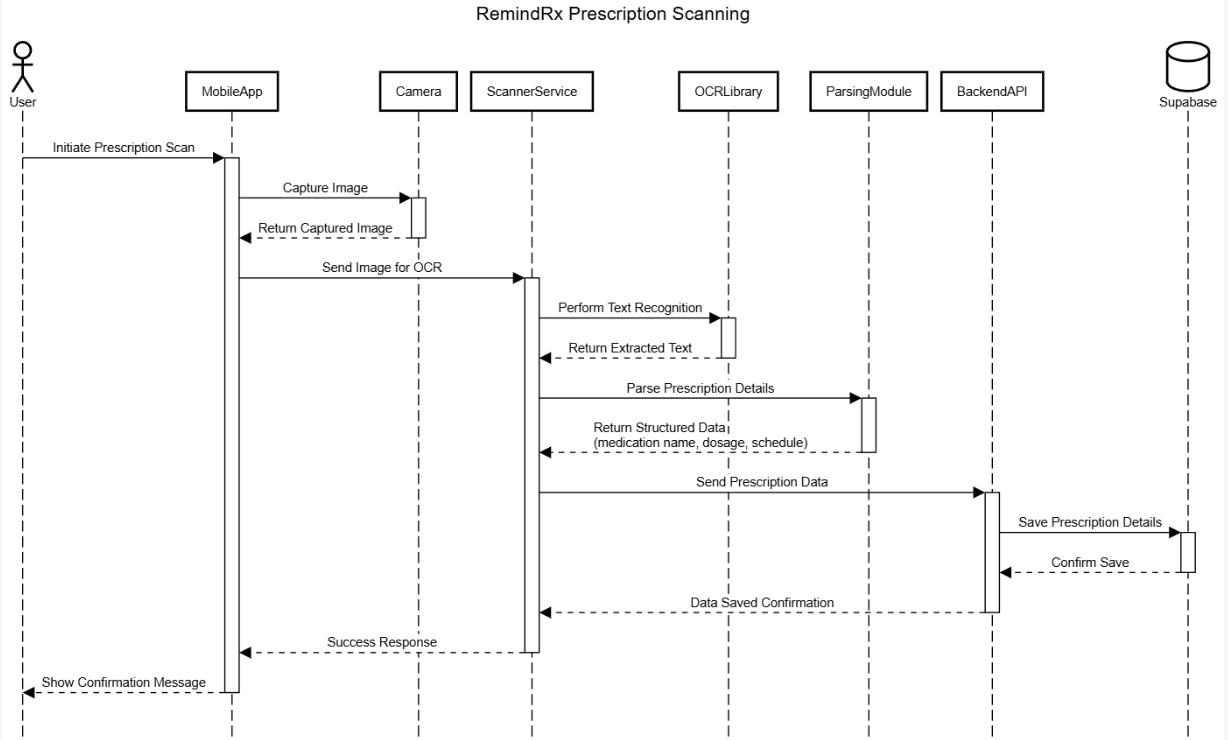 RemindRx Prescription Scanning
User
MobileApp
Camera
ScannerService
OCRLibrary
ParsingModule
BackendAPI
Supabase
Initiate Prescription Scan
Capture Image
Return Captured Image
Send Image for OCR
Perform Text Recognition
Return Extracted Text
Parse Prescription Details
Return Structured Data
(medication name, dosage, schedule)
Send Prescription Data
Save Prescription Details
Confirm Save
Data Saved Confirmation
Success Response
Show Confirmation Message